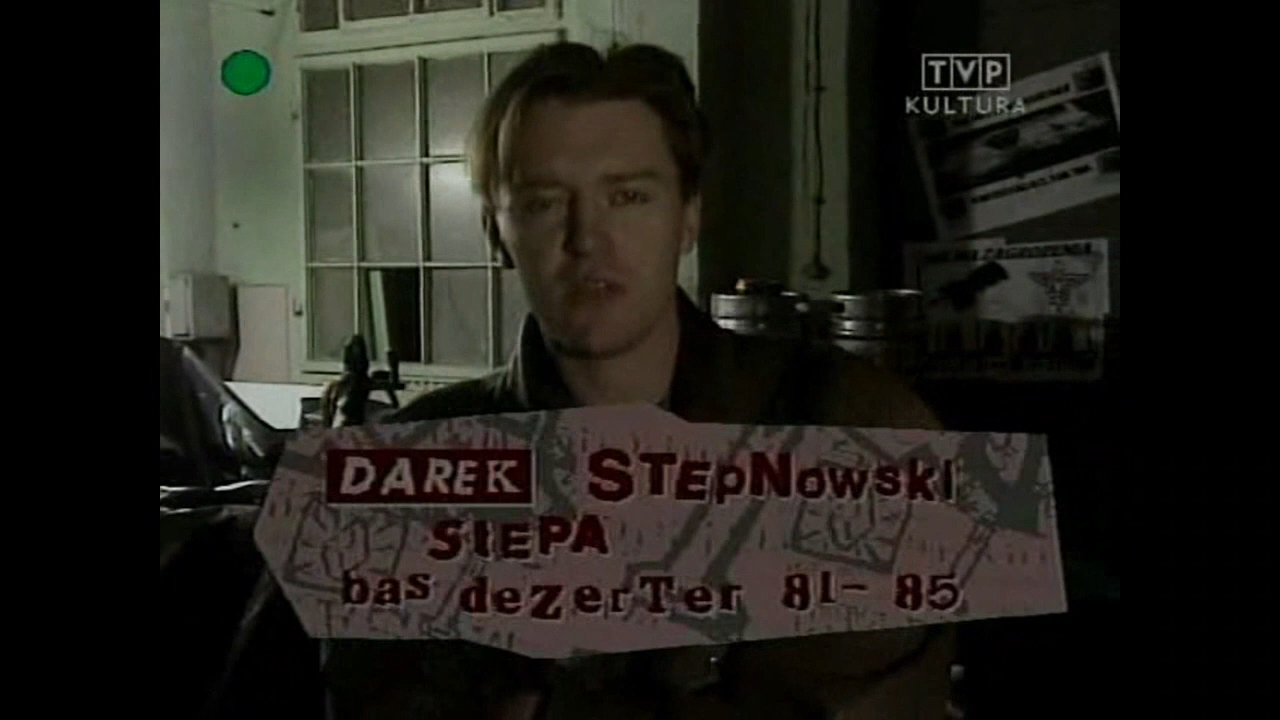 TVP
KULTURA
DAREK STEpNowski
StEPA
bas dezerTer 81-85